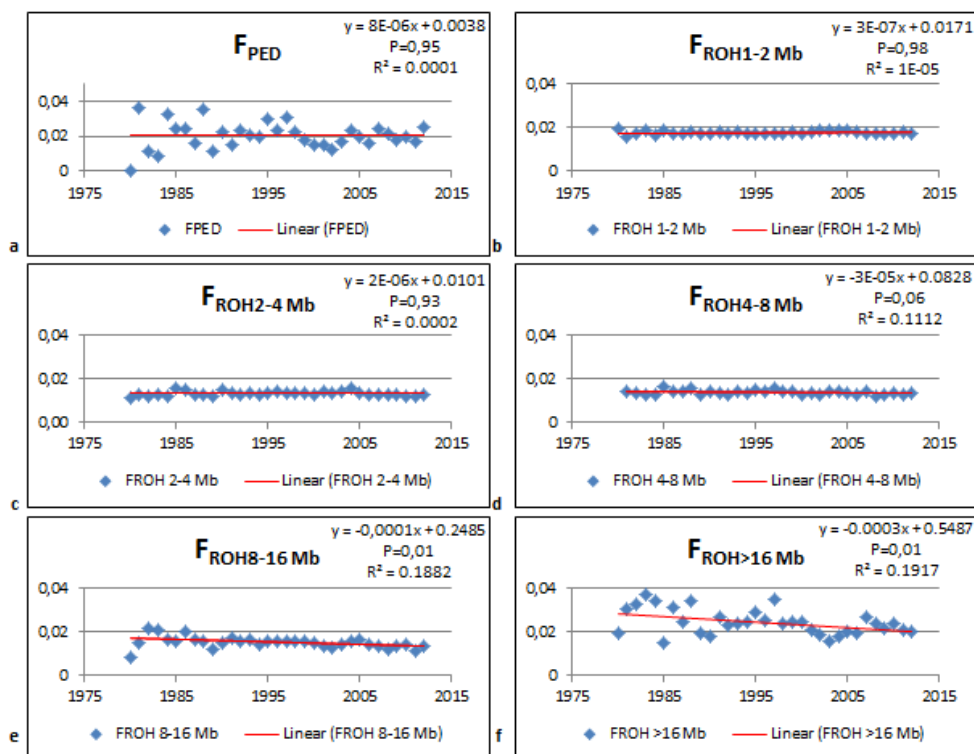 y = 8E-06x + 0.0038
P=0,95
R² = 0.0001
FPED
0,04
0,02
0
1975 1985 1995 2005 2015
FPED Linear (FPED)
a
y = 3E-07x + 0.0171
P=0,98
R² = 1E-05
FROH1-2 Mb
0,04
0,02
0
1975 1985 1995 2005 2015
FROH 1-2 Mb Linear (FROH 1-2 Mb)
b
y = 2E-06x + 0.0101
P=0,93
R² = 0.0002
FROH2-4 Mb
0,04
0,02
0,00
1975 1985 1995 2005 2015
FROH 2-4 Mb Linear (FROH 2-4 Mb)
c
y = -3E-05x + 0.0828
P=0,06
R² = 0.1112
FROH4-8 Mb
0,04
0,02
0
1975 1985 1995 2005 2015
FROH 4-8 Mb Linear (FROH 4-8 Mb)
d
y = -0,0001x + 0.2485
P=0,01
R² = 0.1882
FROH8-16 Mb
0,04
0,02
0
1975 1985 1995 2005 2015
FROH 8-16 Mb Linear (FROH 8-16 Mb)
e
y = -0.0003x + 0.5487
P=0,01
R² = 0.1917
FROH>16 Mb
0,04
0,02
0
1975 1985 1995 2005 2015
FROH >16 Mb Linear (FROH >16 Mb)
f